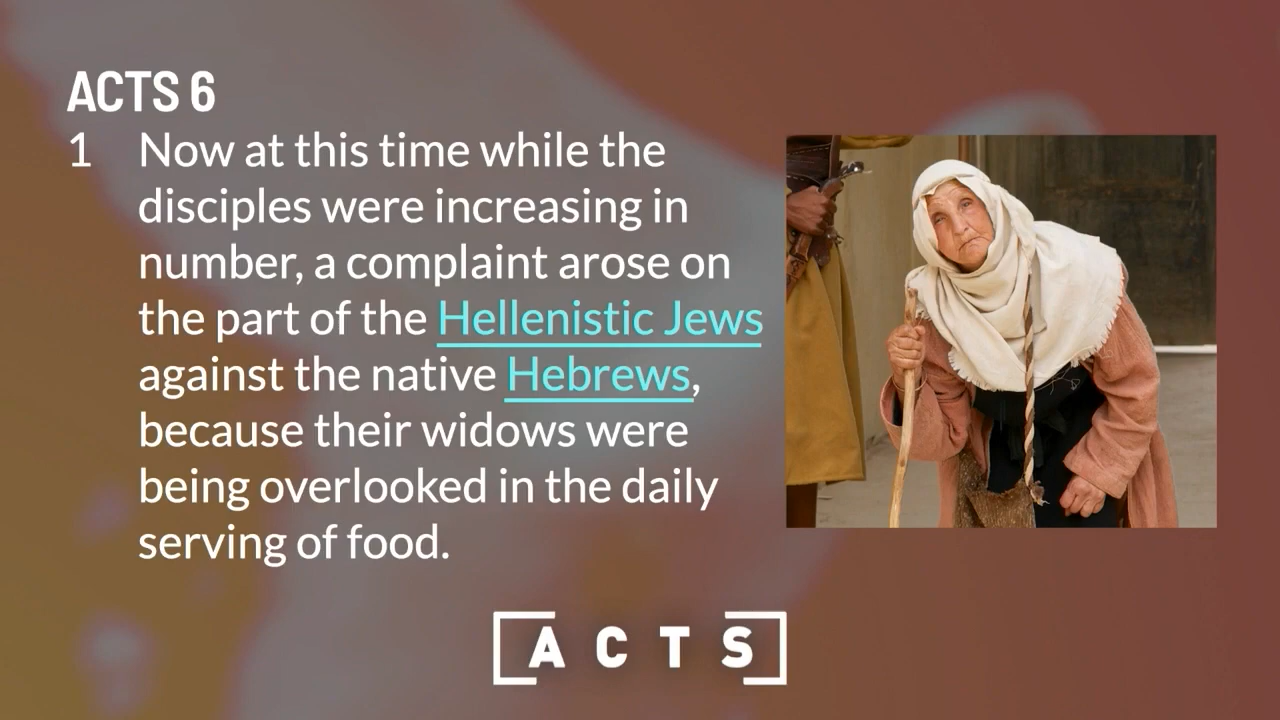 ACTS 6
1 Now at this time while the
disciples were increasing in
number, a complaint arose on
the part of the Hellenistic Jews
against the native Hebrews,
because their widows were
being overlooked in the daily
serving of food.
ACTS